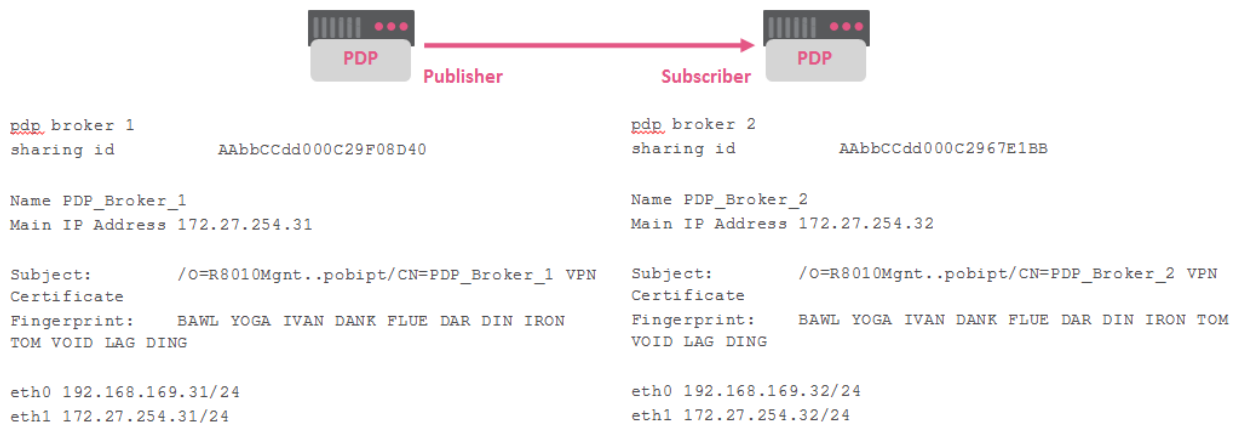 PDP
Publisher
Subscriber
PDP
pdp broker 1
sharing id AAbbCCdd000C29F08D40
Name PDP_Broker_1
Main IP Address 172.27.254.31
Subject: /O=R8010Mgnt..pobipt/CN=PDP_Broker_1 VPN
Certificate
Fingerprint: BAWL YOGA IVAN DANK FLUE DAR DIN IRON
TOM VOID LAG DING
eth0 192.168.169.31/24
eth1 172.27.254.31/24
pdp broker 2
sharing id AAbbCCdd000C2967E1BB
Name PDP_Broker_2
Main IP Address 172.27.254.32
Subject: /O=R8010Mgnt..pobipt/CN=PDP_Broker_2 VPN
Certificate
Fingerprint: BAWL YOGA IVAN DANK FLUE DAR DIN IRON TOM
VOID LAG DING
eth0 192.168.169.32/24
eth1 172.27.254.32/24